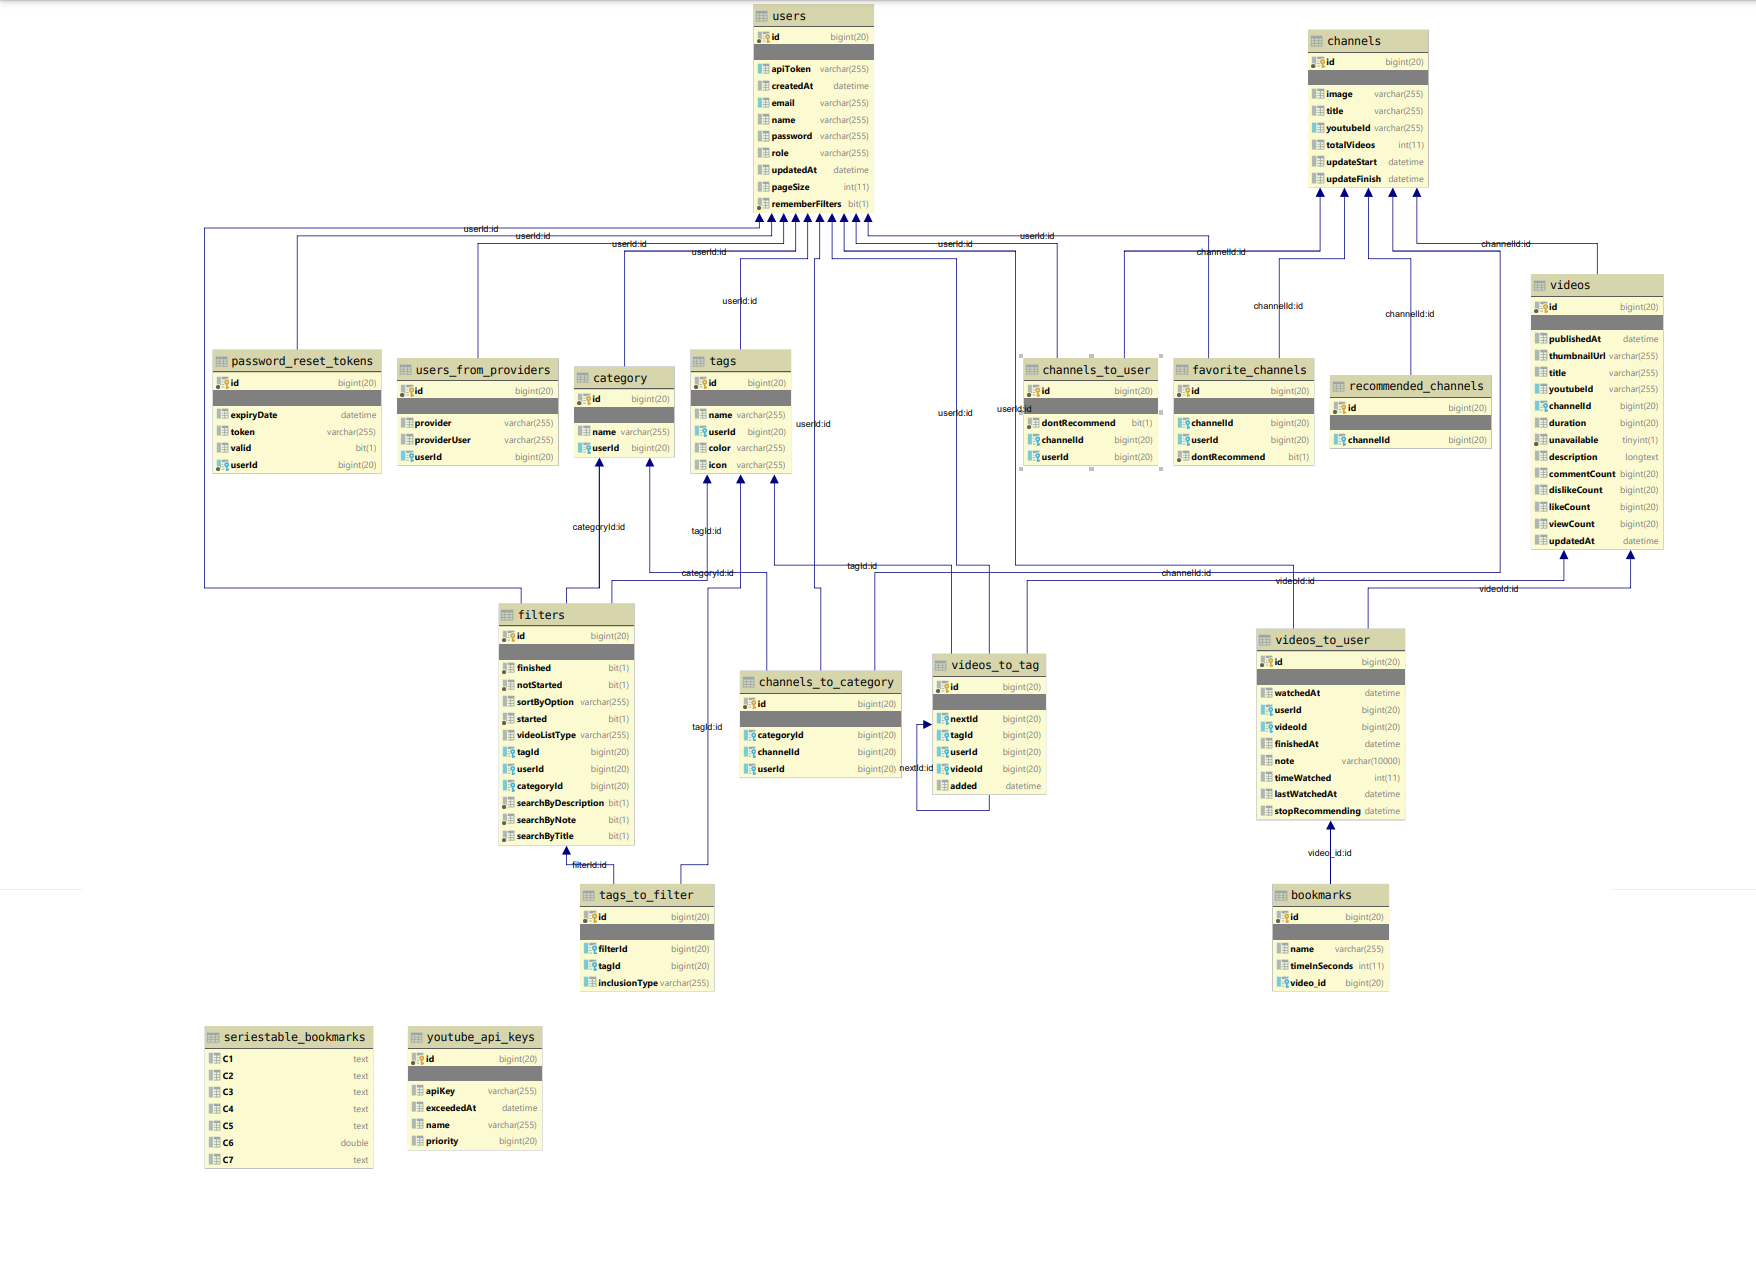 users
id bigint(20)
apiToken varchar(255)
createdAt datetime
email varchar(255)
name varchar(255)
password varchar(255)
role varchar(255)
updatedAt datetime
pageSize int(11)
rememberFilters bit(1)
channels
id bigint(20)
image varchar(255)
title varchar(255)
youtubeId varchar(255)
totalVideos int(11)
updateStart datetime
updateFinish datetime
userId:id
userId:id
userId:id
userId:id
userId:id
userId:id
channelId:id
channelId:id
userId:id
channelId:id
channelId:id
videos
id bigint(20)
publishedAt datetime
thumbnailUrl varchar(255)
title varchar(255)
youtubeId varchar(255)
channelId bigint(20)
duration bigint(20)
unavailable tinyint(1)
description longtext
commentCount bigint(20)
dislikeCount bigint(20)
likeCount bigint(20)
viewCount bigint(20)
updatedAt datetime
password_reset_tokens
id bigint(20)
expiryDate datetime
token varchar(255)
valid bit(1)
userId bigint(20)
users_from_providers
id bigint(20)
provider varchar(255)
providerUser varchar(255)
userId bigint(20)
category
id bigint(20)
name varchar(255)
userId bigint(20)
tags
id bigint(20)
name varchar(255)
userId bigint(20)
color varchar(255)
icon varchar(255)
userId:id
userId:id
userId:id
channels_to_user
id bigint(20)
dontRecommend bit(1)
channelId bigint(20)
userId bigint(20)
favorite_channels
id bigint(20)
channelId bigint(20)
userId bigint(20)
dontRecommend bit(1)
recommended_channels
id bigint(20)
channelId bigint(20)
categoryId:id
tagId:id
categoryId:id
tagId:id
channelId:id
videoId:id
videoId:id
filters
id bigint(20)
finished bit(1)
notStarted bit(1)
sortByOption varchar(255)
started bit(1)
videoListType varchar(255)
tagId bigint(20)
userId bigint(20)
categoryId bigint(20)
searchByDescription bit(1)
searchByNote bit(1)
searchByTitle bit(1)
tagId:id
channels_to_category
id bigint(20)
categoryId bigint(20)
channelId bigint(20)
userId bigint(20)
nextId:id
videos_to_tag
id bigint(20)
nextId bigint(20)
tagId bigint(20)
userId bigint(20)
videoId bigint(20)
added datetime
videos_to_user
id bigint(20)
watchedAt datetime
userId bigint(20)
videoId bigint(20)
finishedAt datetime
note varchar(10000)
timeWatched int(11)
lastWatchedAt datetime
stopRecommending datetime
filterId:id
video_id:id
tags_to_filter
id bigint(20)
filterId bigint(20)
tagId bigint(20)
inclusionType varchar(255)
bookmarks
id bigint(20)
name varchar(255)
timeInSeconds int(11)
video_id bigint(20)
seriestable_bookmarks
C1 text
C2 text
C3 text
C4 text
C5 text
C6 double
C7 text
youtube_api_keys
id bigint(20)
apiKey varchar(255)
exceededAt datetime
name varchar(255)
priority bigint(20)